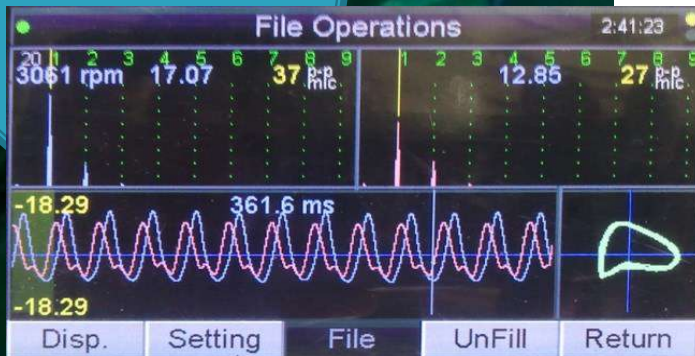 File Operations 2:41:23
20 1 2 3 4 5 6 7 8 9 1 2 3 4 5 6 7 8 9
3061 rpm 17.07 37 p-p mic 12.85 27 p-p mic
-18.29 361.6 ms
-18.29
Disp. Setting File UnFill Return